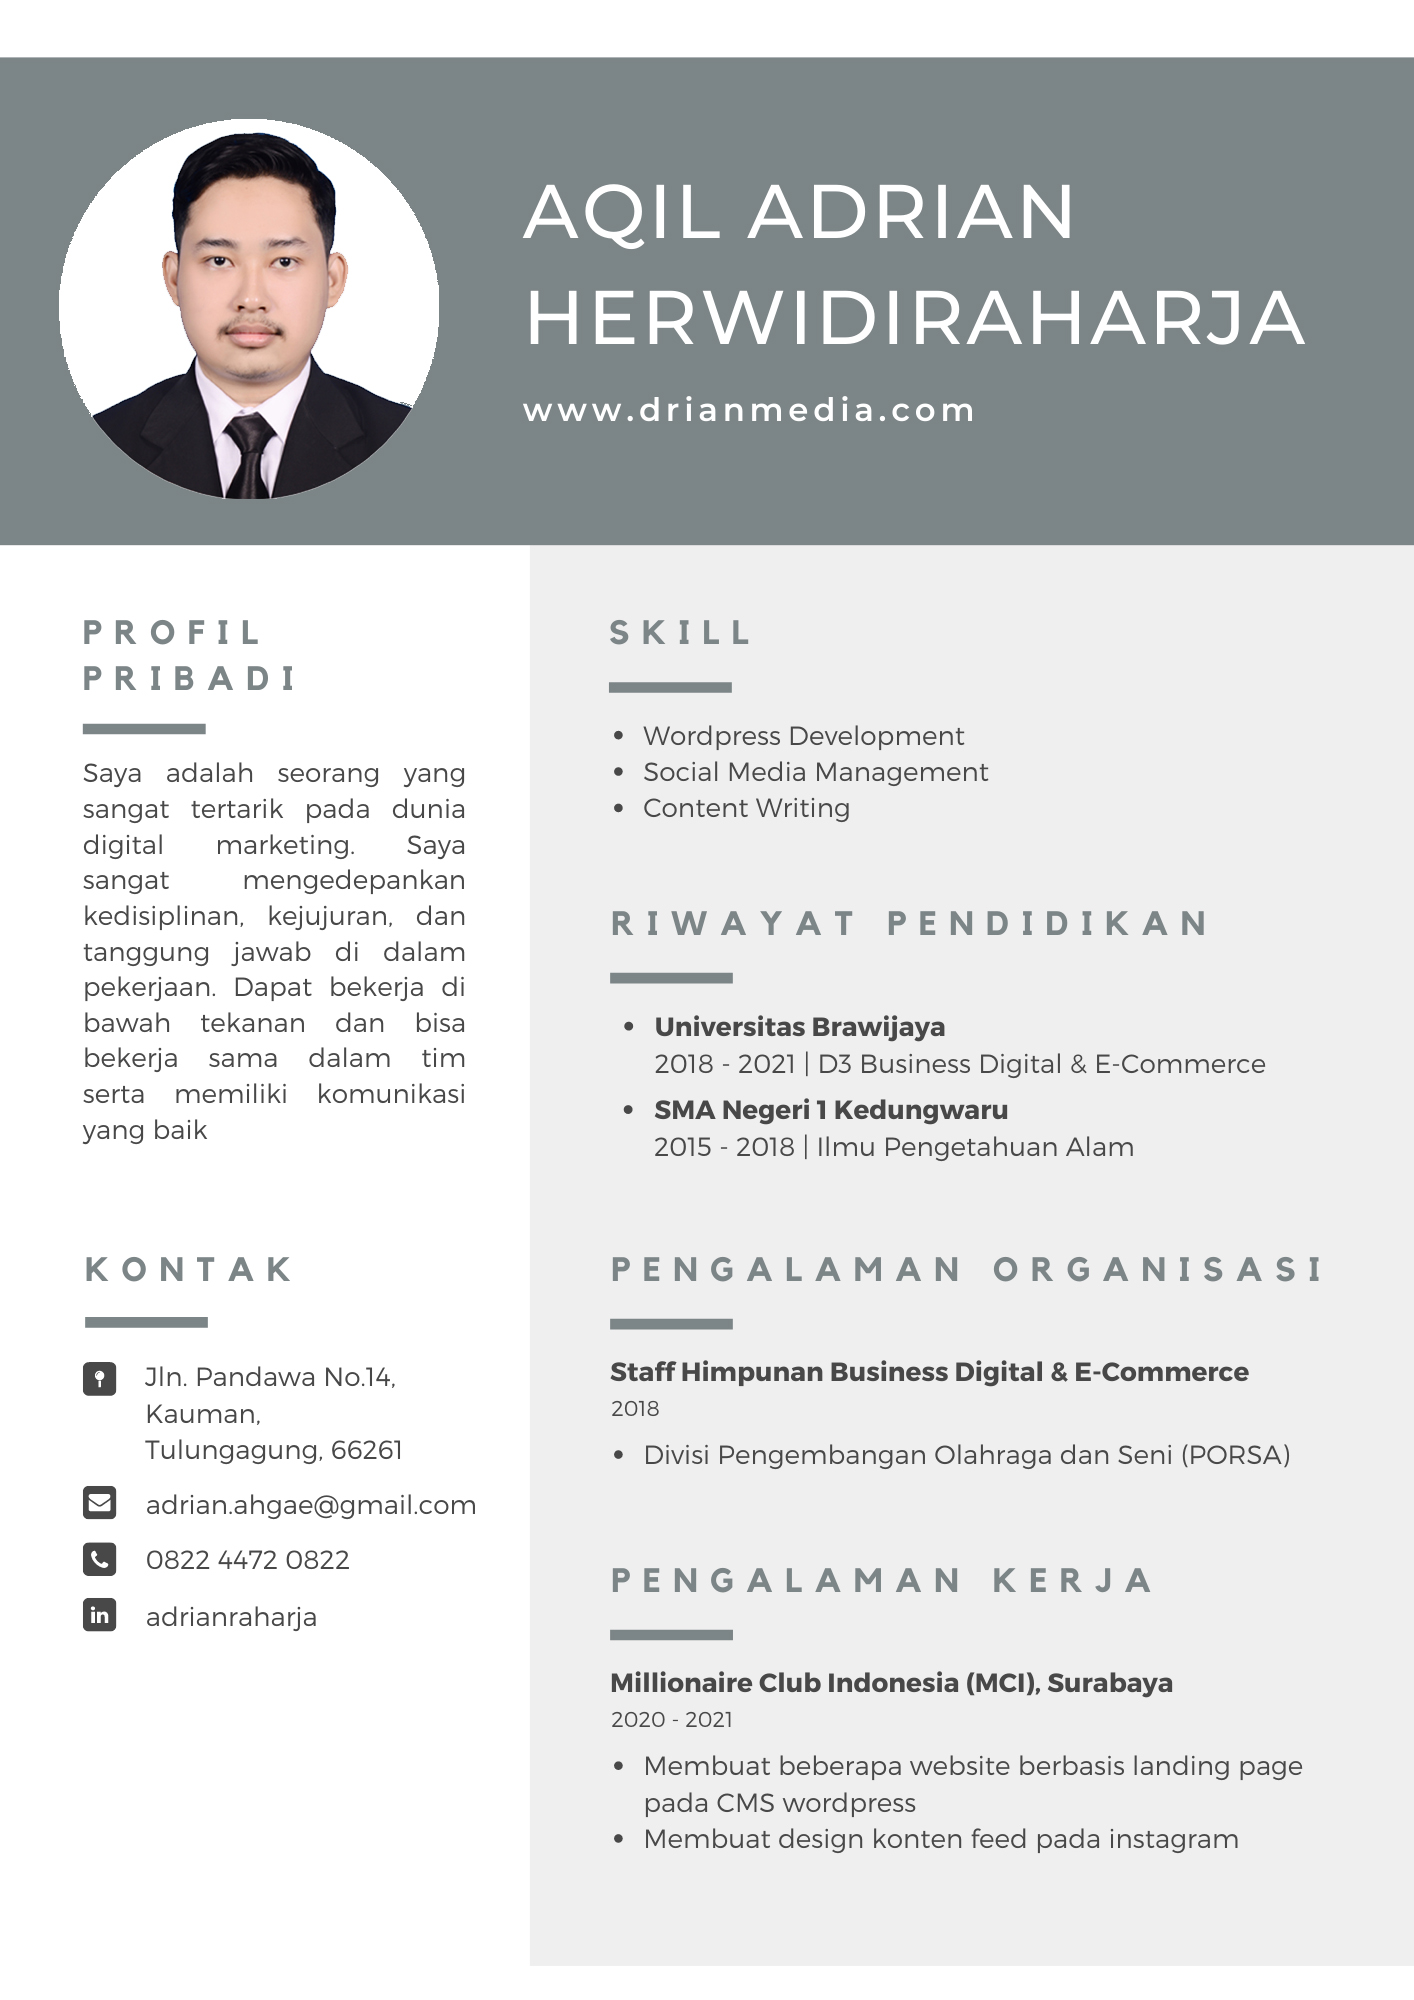 AQIL ADRIAN
HERWIDIRAHARJA
www.drianmedia.com
PROFIL
PRIBADI
Saya adalah seorang yang
sangat tertarik pada dunia
digital marketing. Saya
sangat mengedepankan
kedisiplinan, kejujuran, dan
tanggung jawab di dalam
pekerjaan. Dapat bekerja di
bawah tekanan dan bisa
bekerja sama dalam tim
serta memiliki komunikasi
yang baik
KONTAK
Jln. Pandawa No.14,
Kauman,
Tulungagung, 66261
adrian.ahgae@gmail.com
0822 4472 0822
in
adrianraharja
SKILL
• Wordpress Development
• Social Media Management
• Content Writing
RIWAYAT PENDIDIKAN
• Universitas Brawijaya
2018 - 2021 | D3 Business Digital & E-Commerce
• SMA Negeri 1 Kedungwaru
2015 - 2018 | Ilmu Pengetahuan Alam
PENGALAMAN ORGANISASI
Staff Himpunan Business Digital & E-Commerce
2018
• Divisi Pengembangan Olahraga dan Seni (PORSA)
PENGALAMAN KERJA
Millionaire Club Indonesia (MCI), Surabaya
2020 - 2021
• Membuat beberapa website berbasis landing page
pada CMS wordpress
• Membuat design konten feed pada instagram